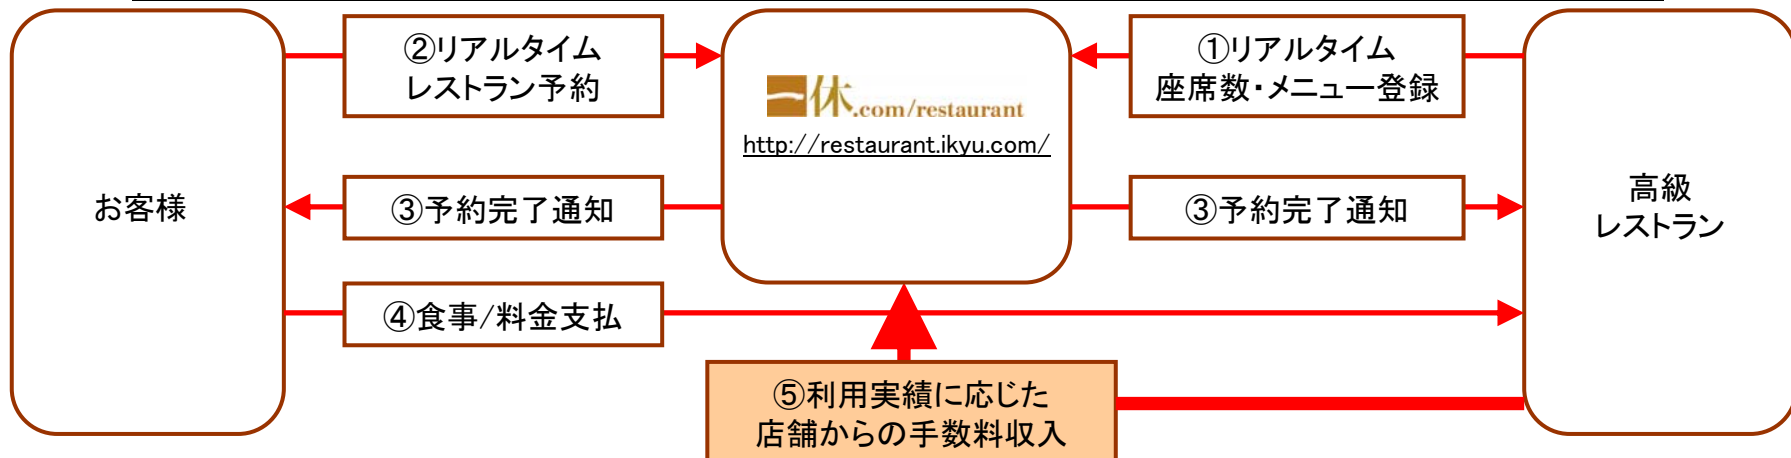 ②リアルタイム
レストラン予約
①リアルタイム
座席数・メニュー登録
一休.com/restaurant
http://restaurant.ikyu.com/
お客様
③予約完了通知
③予約完了通知
高級
レストラン
④食事/料金支払
⑤利用実績に応じた
店舗からの手数料収入